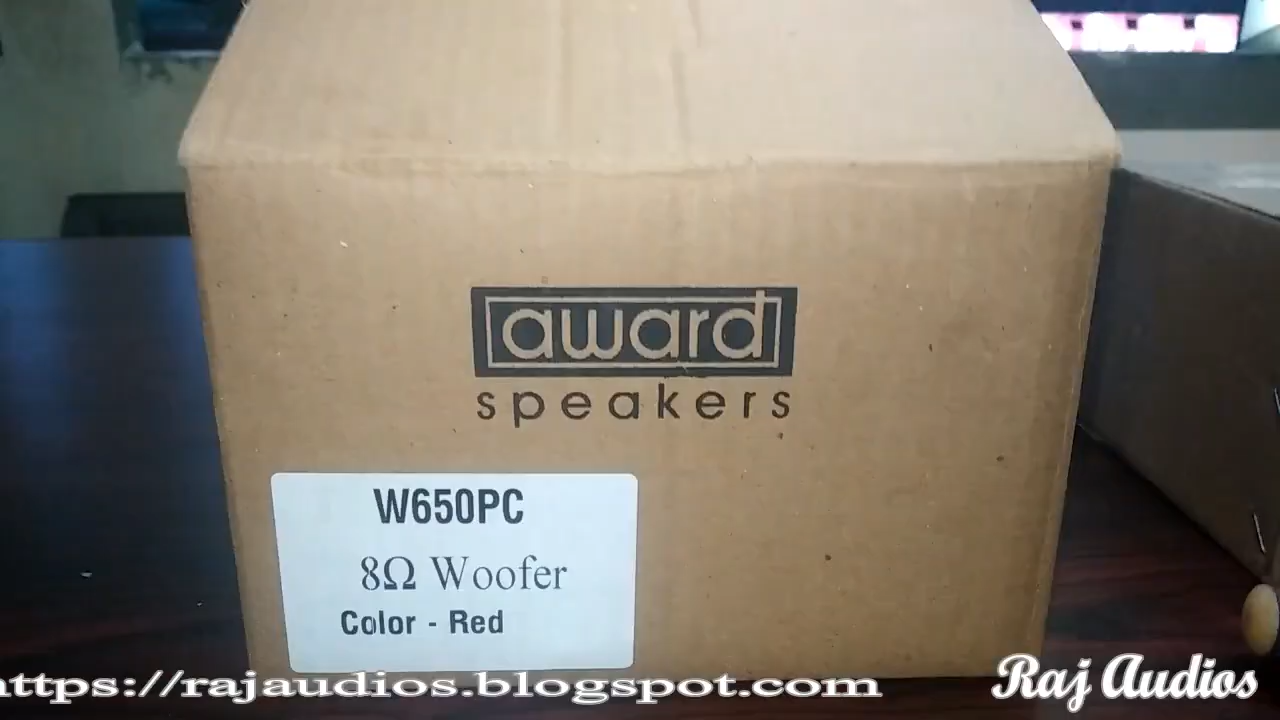 award
speakers
W650PC
8Ω Woofer
Color - Red
https://rajaudios.blogspot.com
Raj Audios